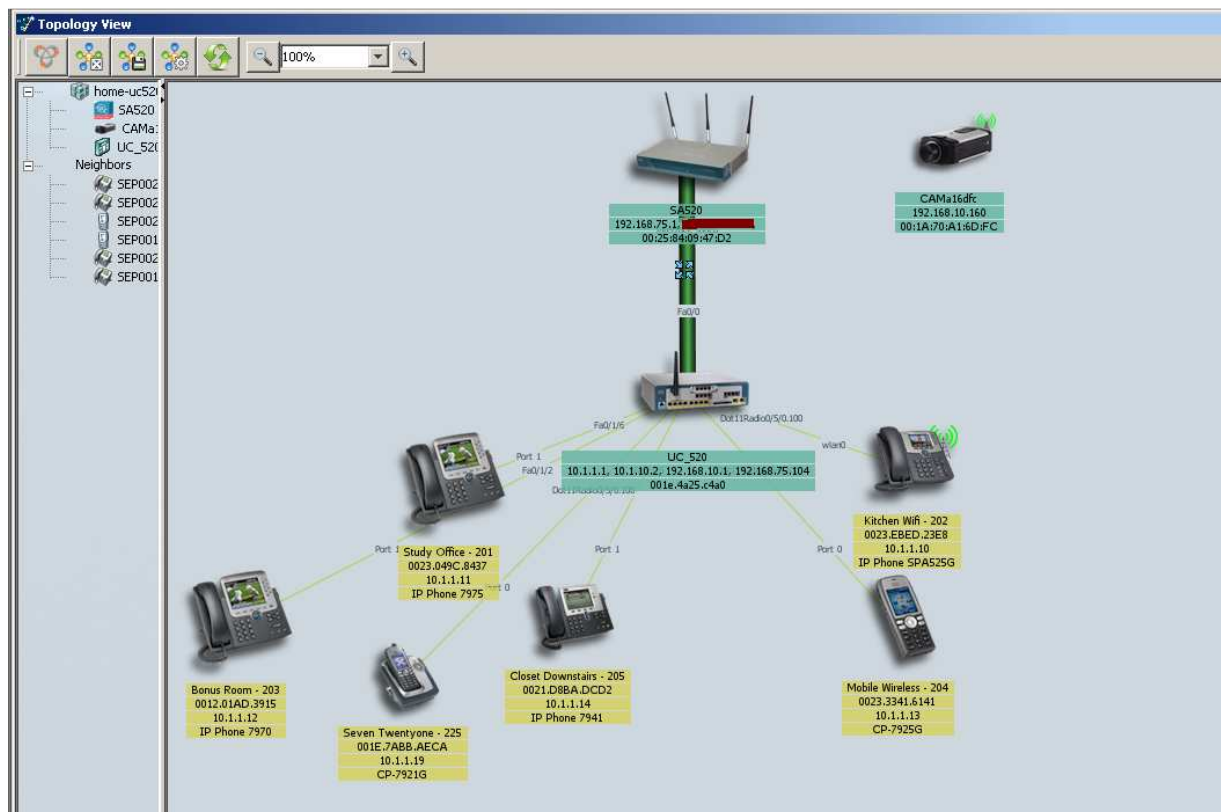 Topology View
100%
home-uc520
SA520
CAMa1
UC_520
Neighbors
SEP002
SEP002
SEP002
SEP001
SEP002
SEP001
SA520
192.168.75.1,
00:25:84:09:47:D2
CAMa16dfc
192.168.10.160
00:1A:70:A1:6D:FC
Fa0/0
Dot11Radio0/5/0.100
Fa0/1/6
wlan0
Port 1
UC_520
10.1.1.1, 10.1.10.2, 192.168.10.1, 192.168.75.104
001e.4a25.c4a0
Fa0/1/2
Dot11Radio0/5/0.100
Kitchen Wifi - 202
0023.EBED.23E8
10.1.1.10
IP Phone SPA525G
Port 1
Port 1
Port 0
Study Office - 201
0023.049C.8437
10.1.1.11
IP Phone 7975
Port 0
Bonus Room - 203
0012.01AD.3915
10.1.1.12
IP Phone 7970
Closet Downstairs - 205
0021.D8BA.DCD2
10.1.1.14
IP Phone 7941
Mobile Wireless - 204
0023.3341.6141
10.1.1.13
CP-7925G
Seven Twentyone - 225
001E.7ABB.AECA
10.1.1.19
CP-7921G